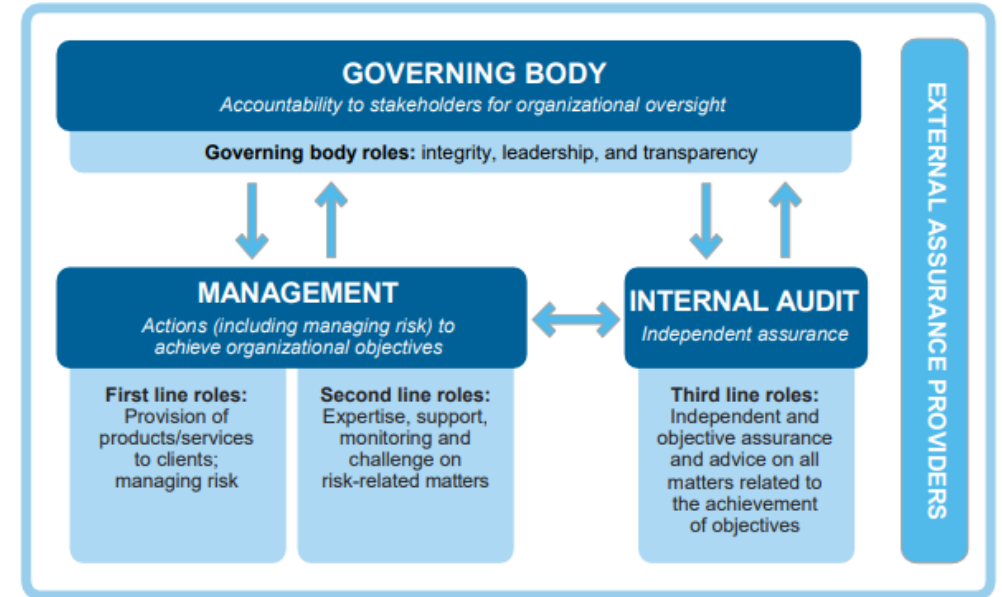 GOVERNING BODY
Accountability to stakeholders for organizational oversight
Governing body roles: integrity, leadership, and transparency
MANAGEMENT
Actions (including managing risk) to
achieve organizational objectives
First line roles:
Provision of
products/services
to clients;
managing risk
Second line roles:
Expertise, support,
monitoring and
challenge on
risk-related matters
INTERNAL AUDIT
Independent assurance
Third line roles:
Independent and
objective assurance
and advice on all
matters related to
the achievement
of objectives
EXTERNAL ASSURANCE PROVIDERS